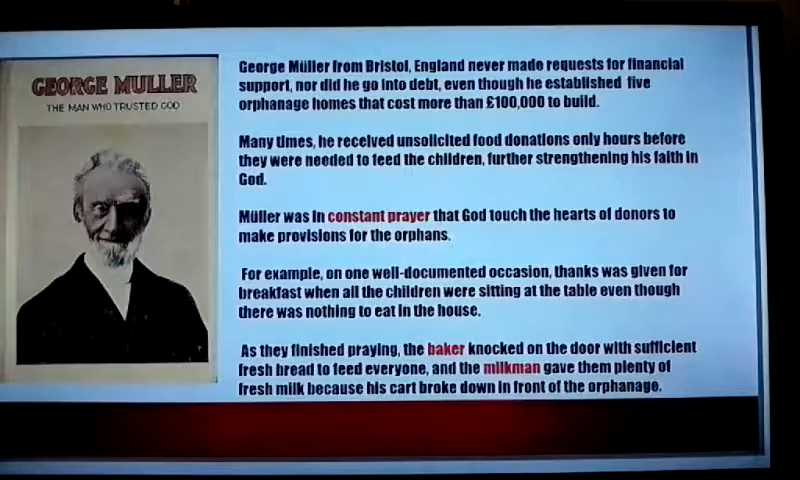 GEORGE MULLER
THE MAN WHO TRUSTED GOD
George Müller from Bristol, England never made requests for financial
support, nor did he go into debt, even though he established five
orphanage homes that cost more than £100,000 to build.
Many times, he received unsolicited food donations only hours before
they were needed to feed the children, further strengthening his faith in
God.
Müller was in constant prayer that God touch the hearts of donors to
make provisions for the orphans.
For example, on one well-documented occasion, thanks was given for
breakfast when all the children were sitting at the table even though
there was nothing to eat in the house.
As they finished praying, the baker knocked on the door with sufficient
fresh bread to feed everyone, and the milkman gave them plenty of
fresh milk because his cart broke down in front of the orphanage.